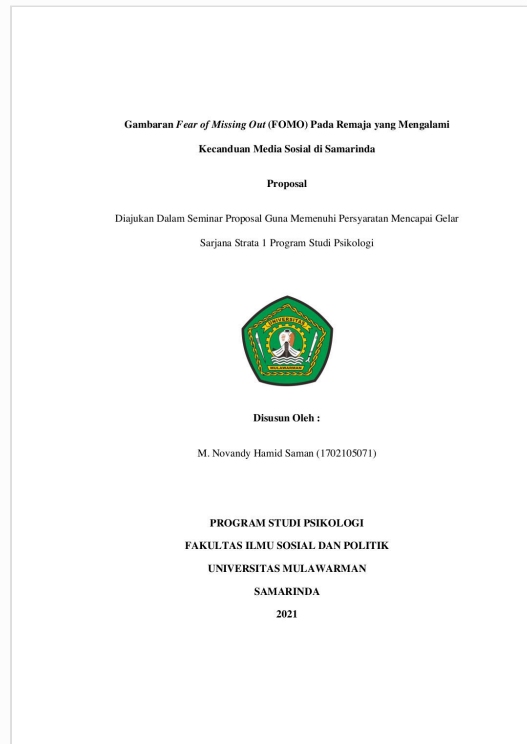 Gambaran Fear of Missing Out (FOMO) Pada Remaja yang Mengalami
Kecanduan Media Sosial di Samarinda
Proposal
Diajukan Dalam Seminar Proposal Guna Memenuhi Persyaratan Mencapai Gelar
Sarjana Strata 1 Program Studi Psikologi
UNIVERSITAS
MULAWARMAN
Disusun Oleh :
M. Novandy Hamid Saman (1702105071)
PROGRAM STUDI PSIKOLOGI
FAKULTAS ILMU SOSIAL DAN POLITIK
UNIVERSITAS MULAWARMAN
SAMARINDA
2021